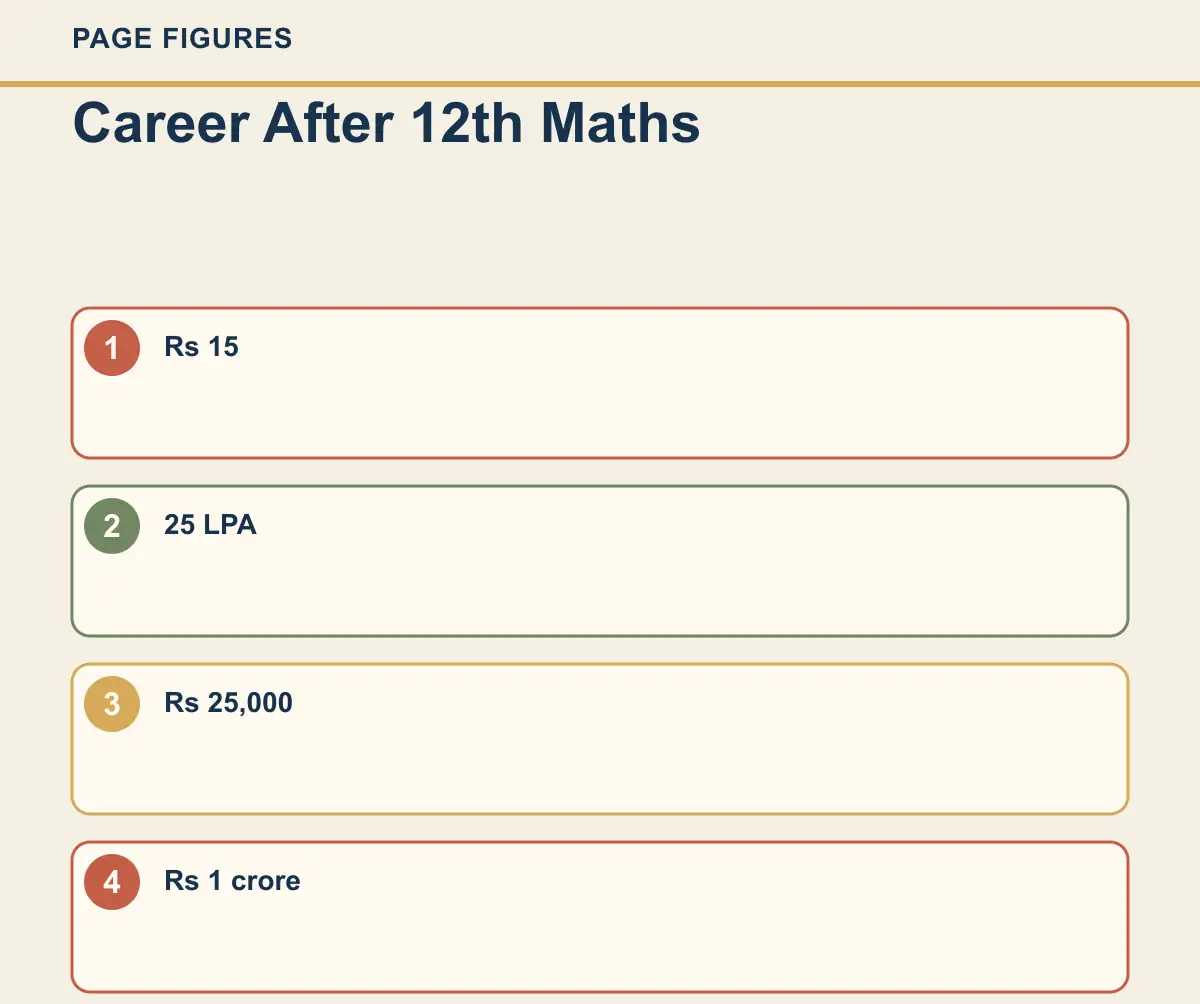 PAGE FIGURES
Career After 12th Maths
1 Rs 15
2 25 LPA
3 Rs 25,000
4 Rs 1 crore